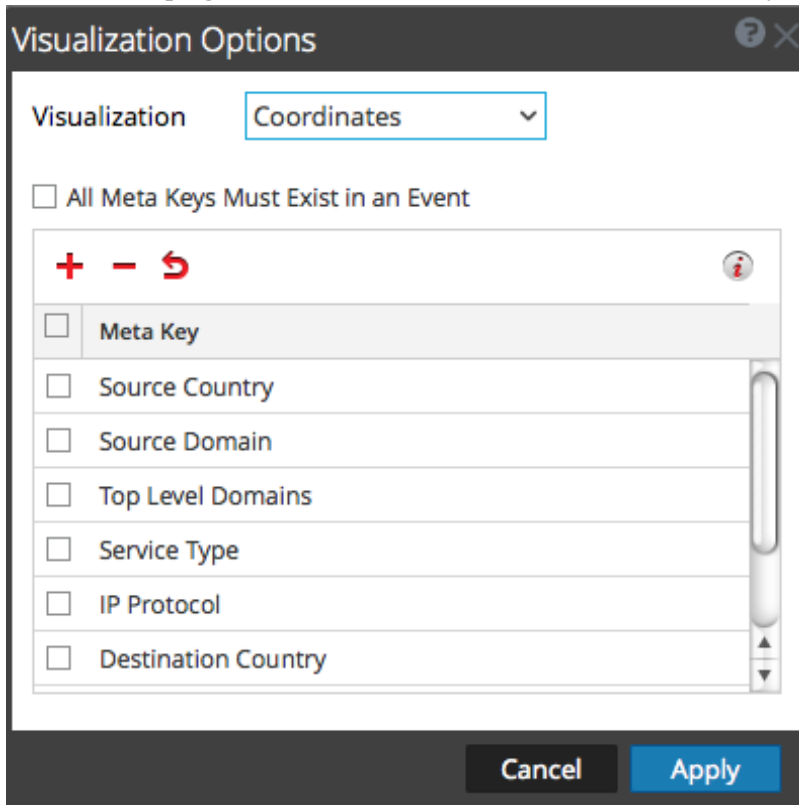 Visualization Options
Visualization Coordinates
All Meta Keys Must Exist in an Event
Meta Key
Source Country
Source Domain
Top Level Domains
Service Type
IP Protocol
Destination Country
Cancel Apply